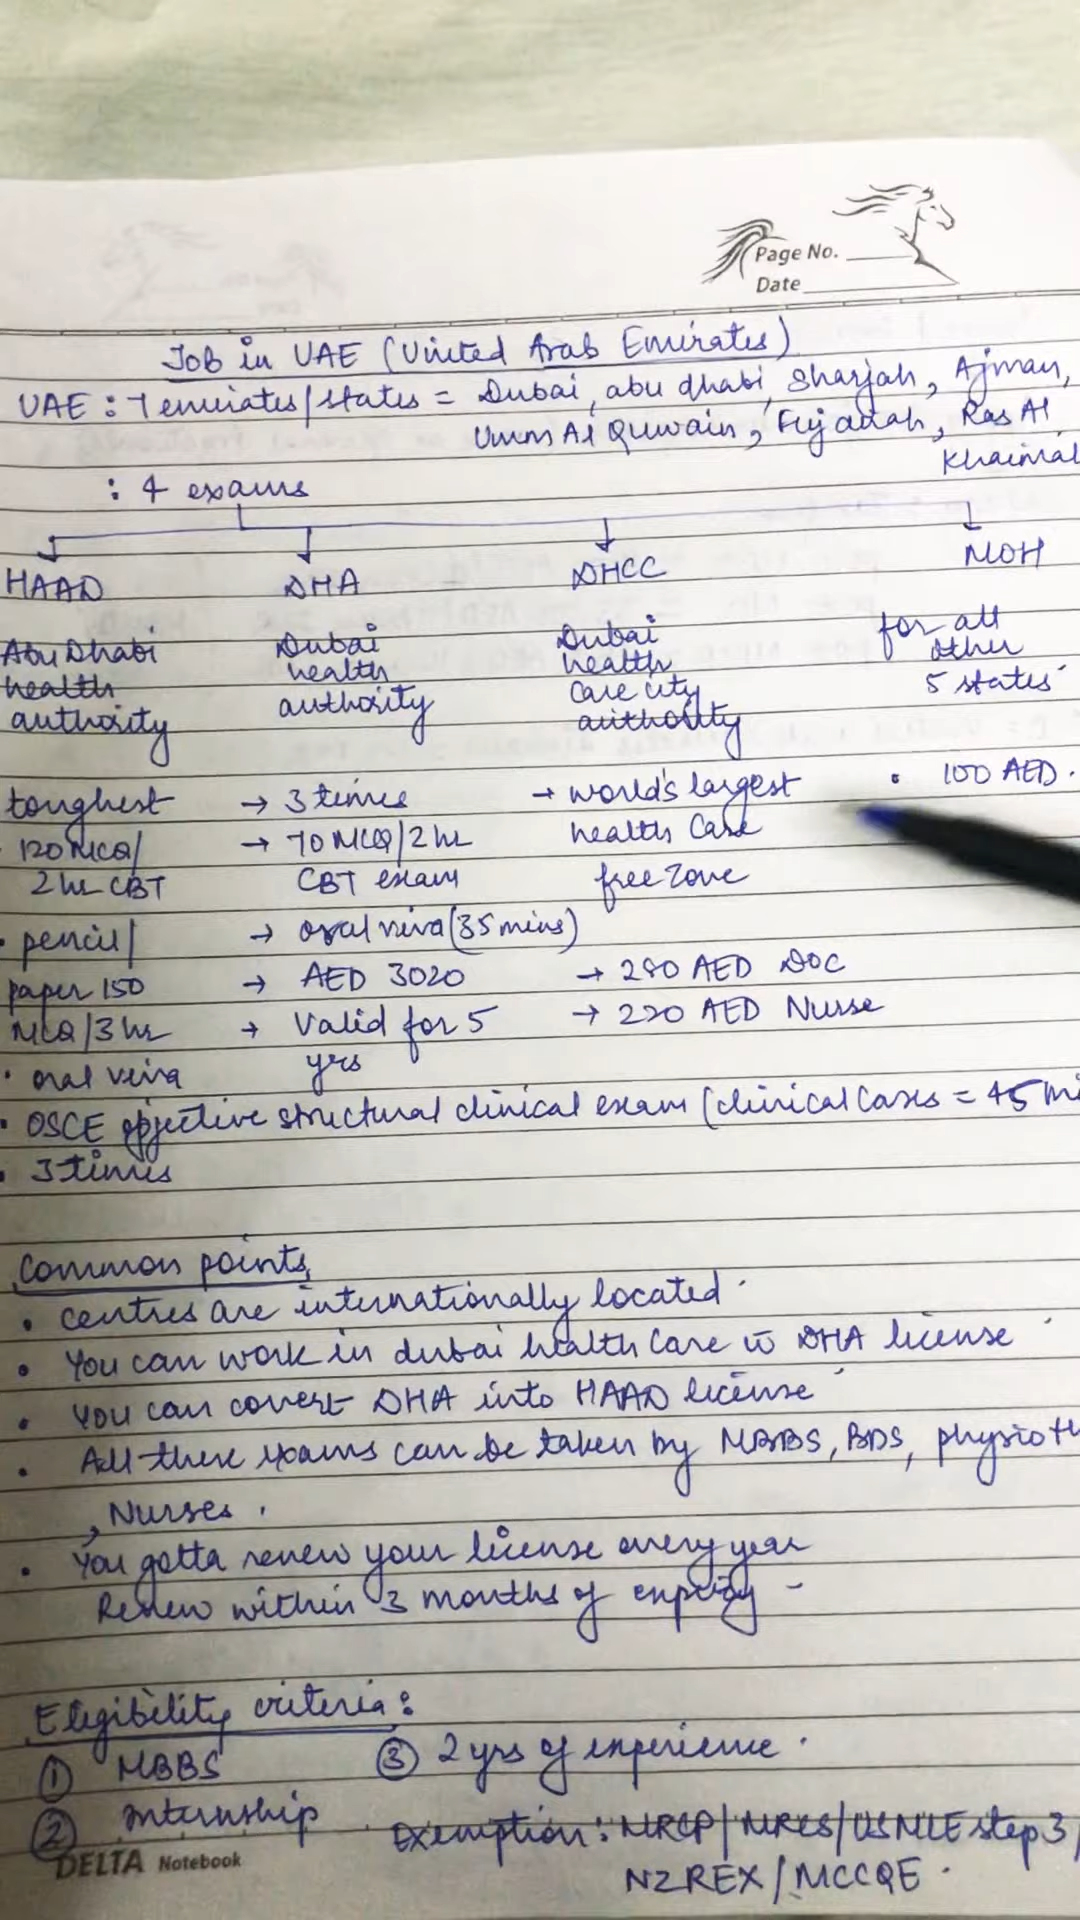 Page No.
Date
Job in UAE (United Arab Emirates)
UAE : 7 emirates/states = Dubai, abu dhabi, Sharjah, Ajman,
Umm Al Quwain, Fujairah, Ras Al
Khaimah
: 4 exams
HAAD DHA DHCC MOH
Abu Dhabi health authority
Dubai health authority
Dubai health care city authority
for all other 5 states
toughest
120 MCQ/
2 hr CBT
• pencil/
paper 150
MCQ/3 hr
• oral viva
• OSCE objective structural clinical exam (clinical cases = 45 mi
• 3 times
→ 3 times
→ 70 MCQ/2 hr
CBT exam
→ oral viva (35 mins)
→ AED 3020
→ Valid for 5
yrs
→ world's largest
health care
free zone
→ 280 AED Doc
→ 220 AED Nurse
• 100 AED.
Common points
• centres are internationally located.
• You can work in dubai health care w̄ DHA license
• You can covert DHA into HAAD license
• All these exams can be taken by MBBS, BDS, physioth
, Nurses.
• You gotta renew your license every year
Renew within 3 months of expiry -
Eligibility criteria:
① MBBS ③ 2 yrs of experience.
② Internship
Exemption: MRCP/MRCS/USMLE step 3/
NZREX/MCCQE.
DELTA Notebook